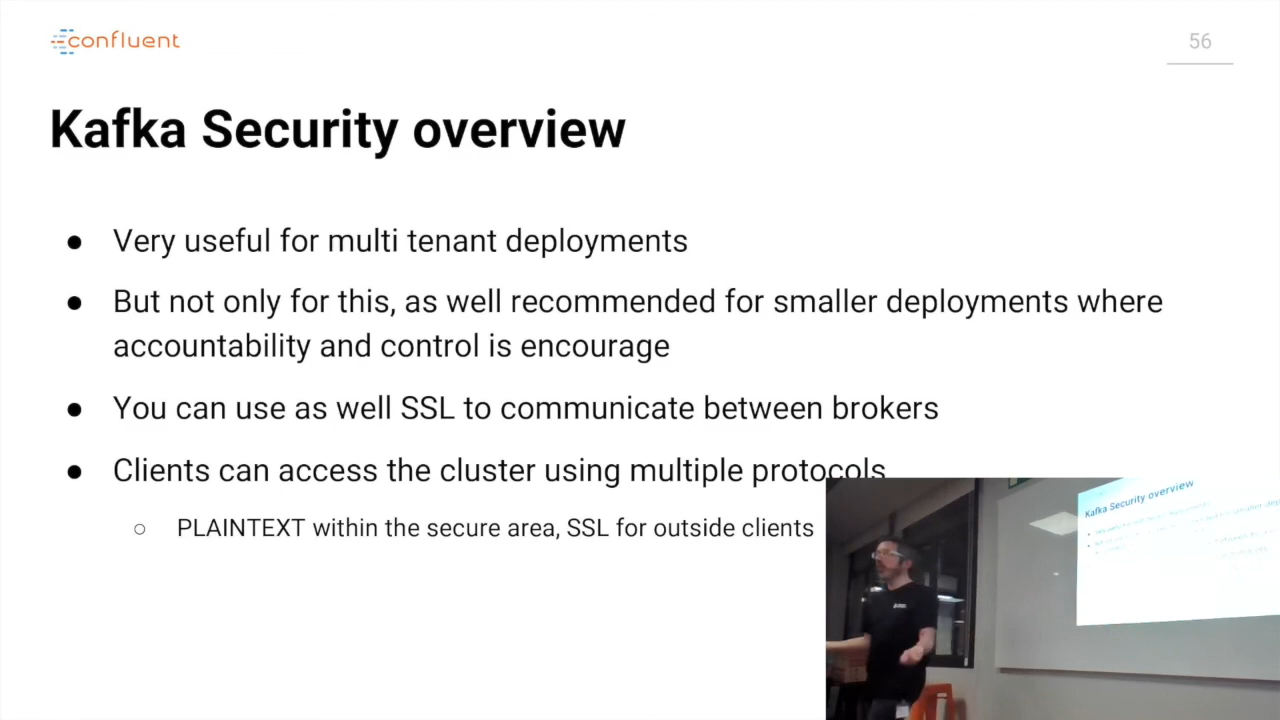 confluent
56
Kafka Security overview
● Very useful for multi tenant deployments
● But not only for this, as well recommended for smaller deployments where
accountability and control is encourage
● You can use as well SSL to communicate between brokers
● Clients can access the cluster using multiple protocols
○ PLAINTEXT within the secure area, SSL for outside clients
Kafka Security overview